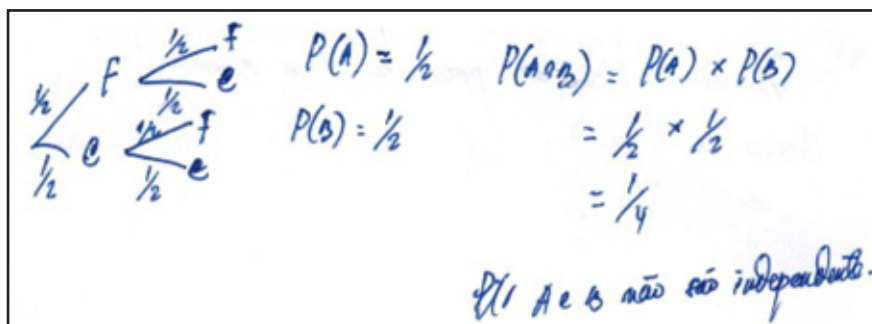 1/2 F 1/2 F
1/2 C
1/2 C 1/2 F
1/2 C
P(A) = 1/2
P(B) = 1/2
P(A e B) = P(A) × P(B)
= 1/2 × 1/2
= 1/4
A e B não são independentes.